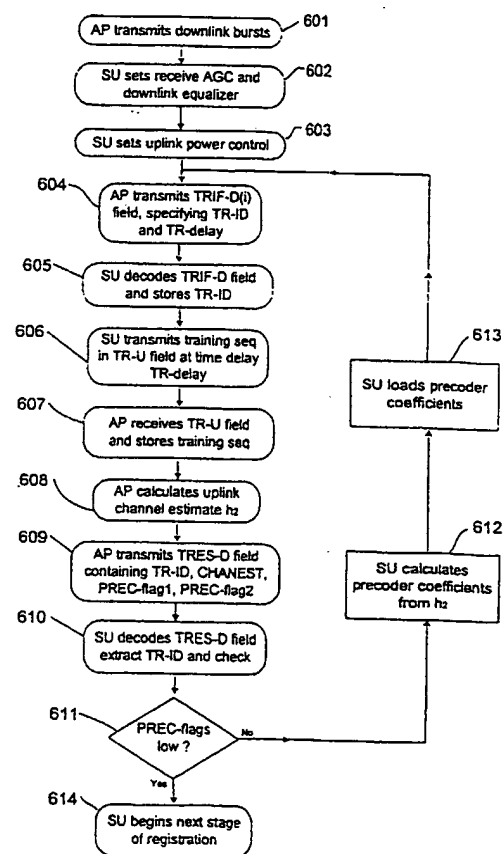 601
AP transmits downlink bursts
602
SU sets receive AGC and
downlink equalizer
603
SU sets uplink power control
604
AP transmits TRIF-D(i)
field, specifying TR-ID
and TR-delay
605
SU decodes TRIF-D field
and stores TR-ID
606
SU transmits training seq
in TR-U field at time delay
TR-delay
607
AP receives TR-U field
and stores training seq
608
AP calculates uplink
channel estimate h2
609
AP transmits TRES-D field
containing TR-ID, CHANEST,
PREC-flag1, PREC-flag2
610
SU decodes TRES-D field
extract TR-ID and check
611
PREC-flags
low ?
No
Yes
612
SU calculates
precoder coefficients
from h2
613
SU loads precoder
coefficients
614
SU begins next stage
of registration